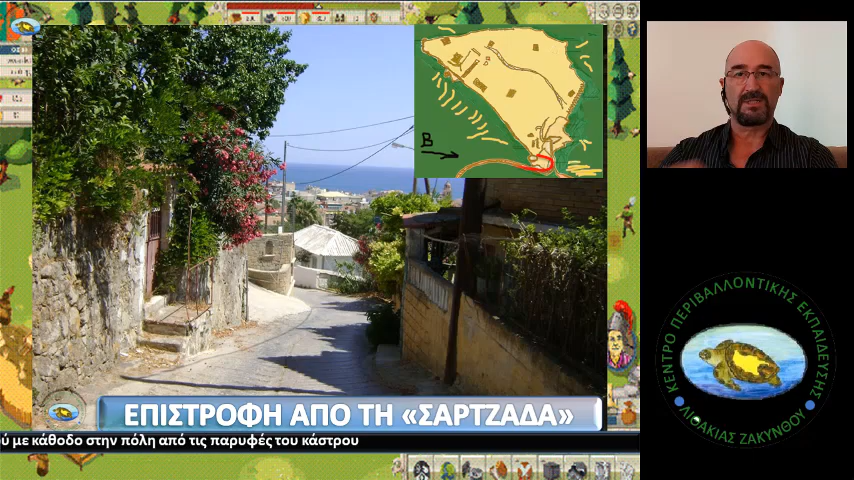 Β
ΕΠΙΣΤΡΟΦΗ ΑΠΟ ΤΗ «ΣΑΡΤΖΑΔΑ»
ύ με κάθοδο στην πόλη από τις παρυφές του κάστρου
ΚΕΝΤΡΟ ΠΕΡΙΒΑΛΛΟΝΤΙΚΗΣ ΕΚΠΑΙΔΕΥΣΗΣ
ΛΙΘΑΚΙΑΣ ΖΑΚΥΝΘΟΥ